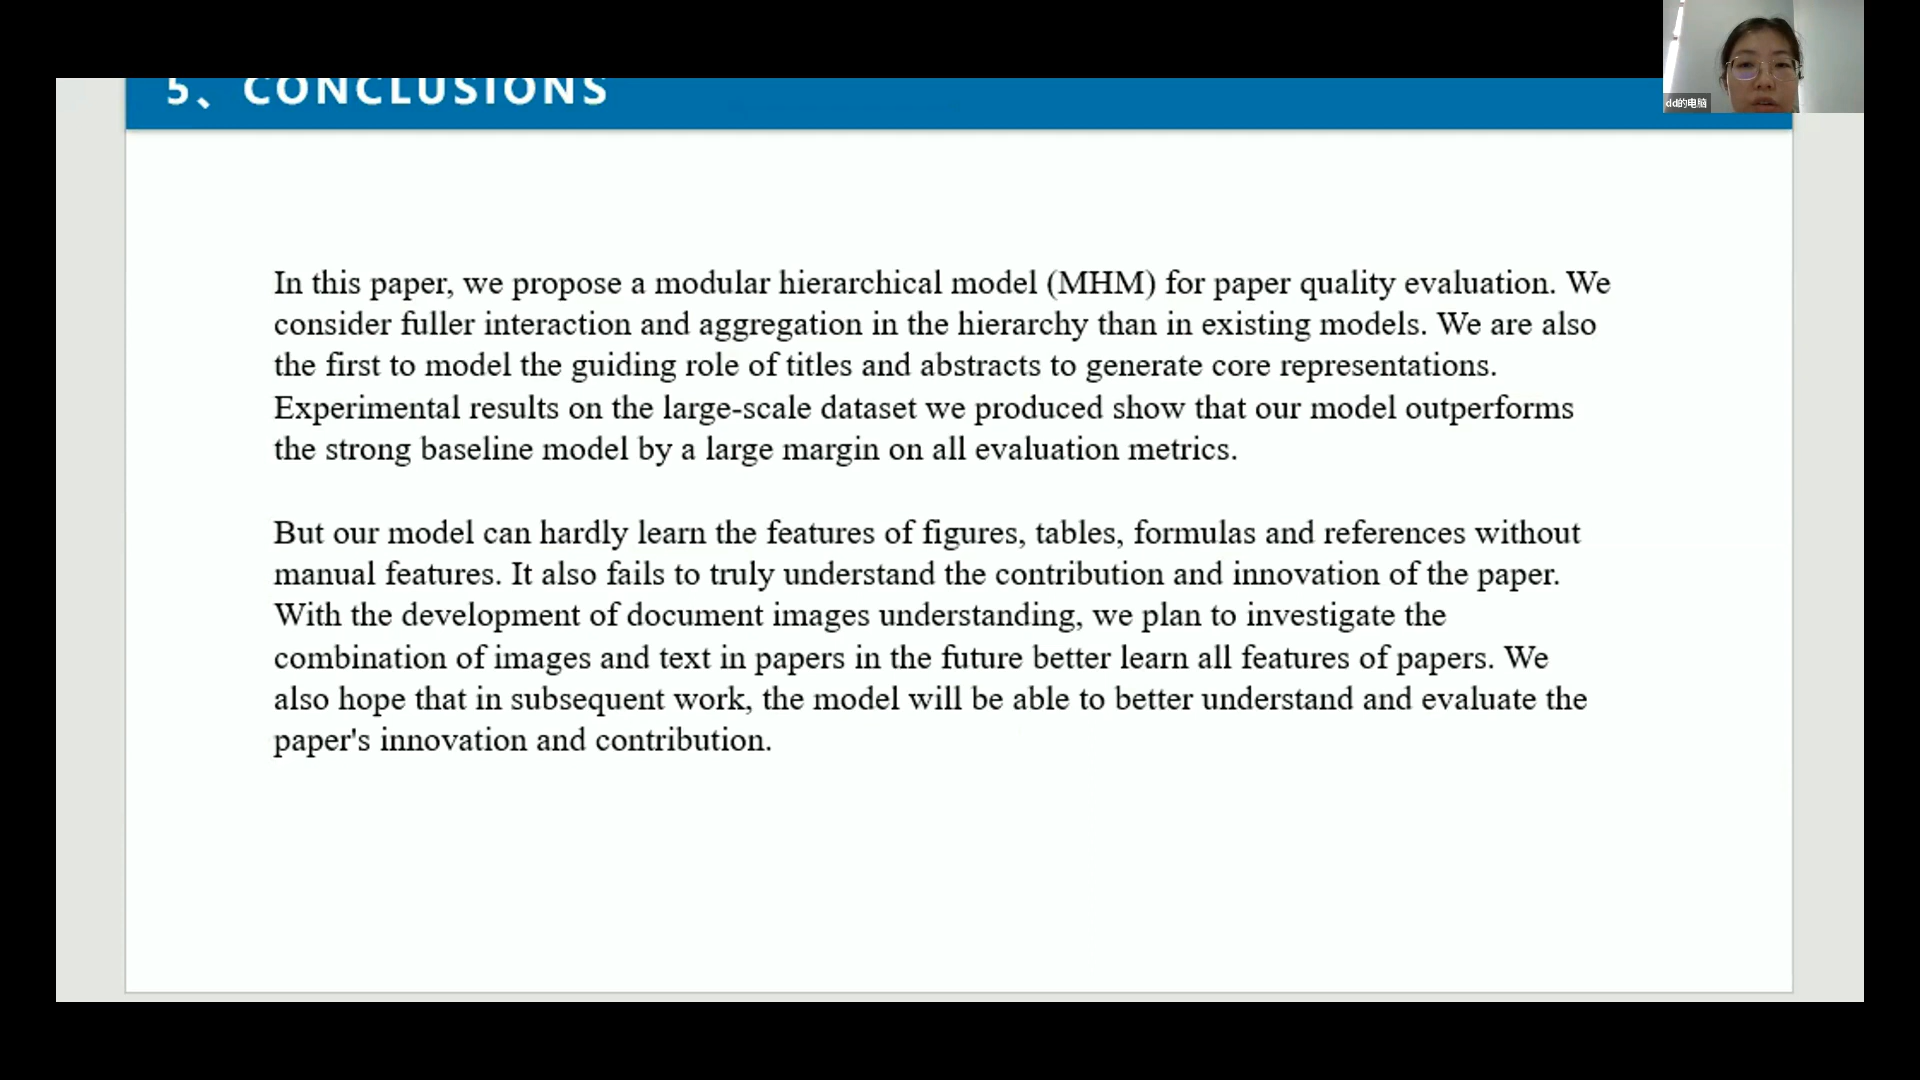 5、CONCLUSIONS
dd的电脑
In this paper, we propose a modular hierarchical model (MHM) for paper quality evaluation. We
consider fuller interaction and aggregation in the hierarchy than in existing models. We are also
the first to model the guiding role of titles and abstracts to generate core representations.
Experimental results on the large-scale dataset we produced show that our model outperforms
the strong baseline model by a large margin on all evaluation metrics.
But our model can hardly learn the features of figures, tables, formulas and references without
manual features. It also fails to truly understand the contribution and innovation of the paper.
With the development of document images understanding, we plan to investigate the
combination of images and text in papers in the future better learn all features of papers. We
also hope that in subsequent work, the model will be able to better understand and evaluate the
paper's innovation and contribution.